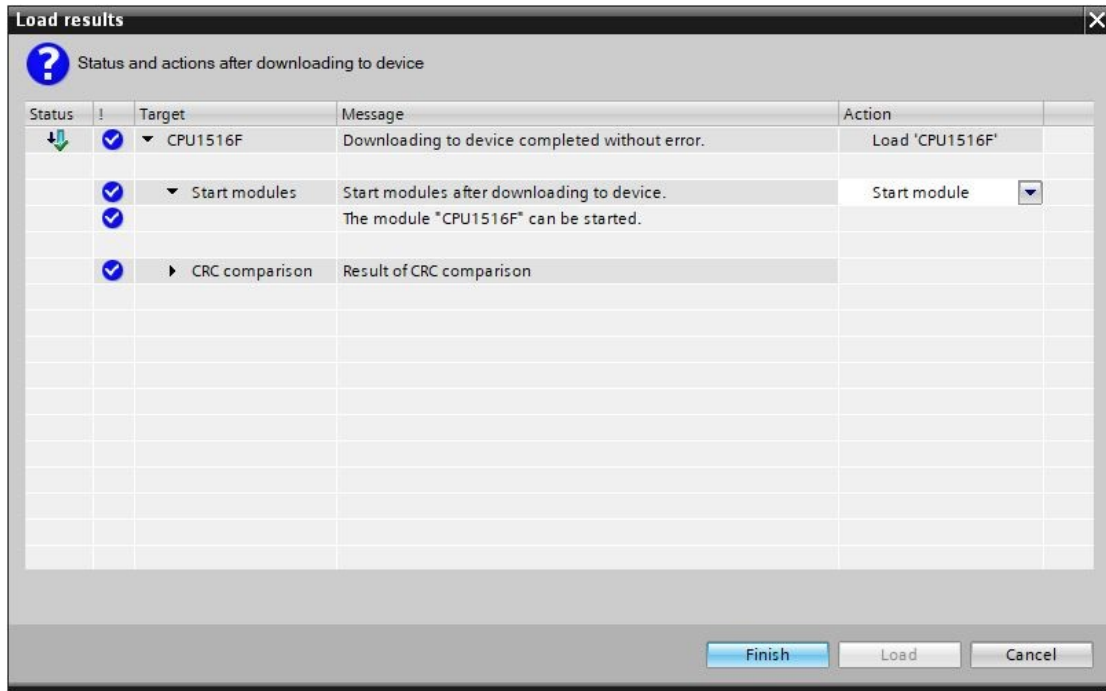 Load results
Status and actions after downloading to device
Status ! Target Message Action
CPU1516F Downloading to device completed without error. Load 'CPU1516F'
Start modules Start modules after downloading to device. Start module
The module "CPU1516F" can be started.
CRC comparison Result of CRC comparison
Finish Load Cancel